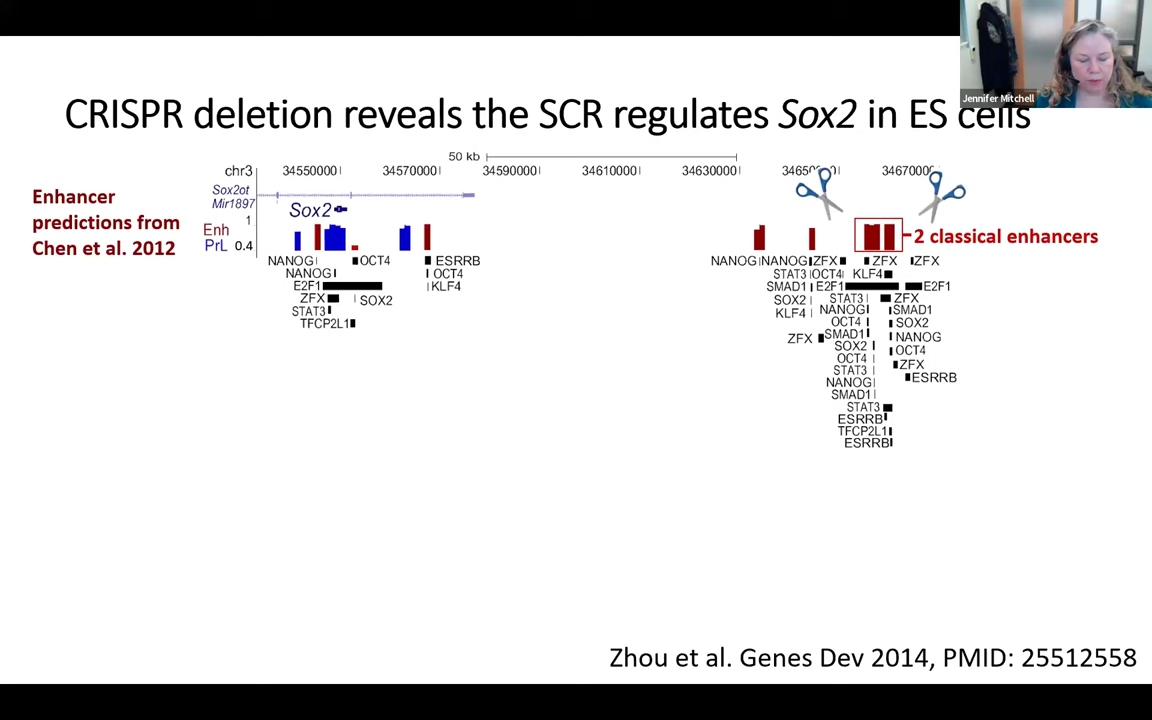 Jennifer Mitchell
CRISPR deletion reveals the SCR regulates Sox2 in ES cells
50 kb
chr3 34550000 34570000 34590000 34610000 34630000 34650000 34670000
Enhancer
predictions from
Chen et al. 2012
Sox2ot
Mir1897
Sox2
1
Enh
PrL 0.4
2 classical enhancers
NANOG OCT4 ESRRB NANOG NANOG ZFX ZFX ZFX
NANOG OCT4 STAT3 OCT4 KLF4
E2F1 KLF4 SMAD1 E2F1 E2F1
ZFX SOX2 SOX2 STAT3 ZFX
STAT3 KLF4 NANOG SMAD1
TFCP2L1 OCT4 SOX2
ZFX SMAD1 NANOG
SOX2 OCT4
OCT4 ZFX
STAT3 ESRRB
NANOG
SMAD1
STAT3
ESRRB
TFCP2L1
ESRRB
Zhou et al. Genes Dev 2014, PMID: 25512558